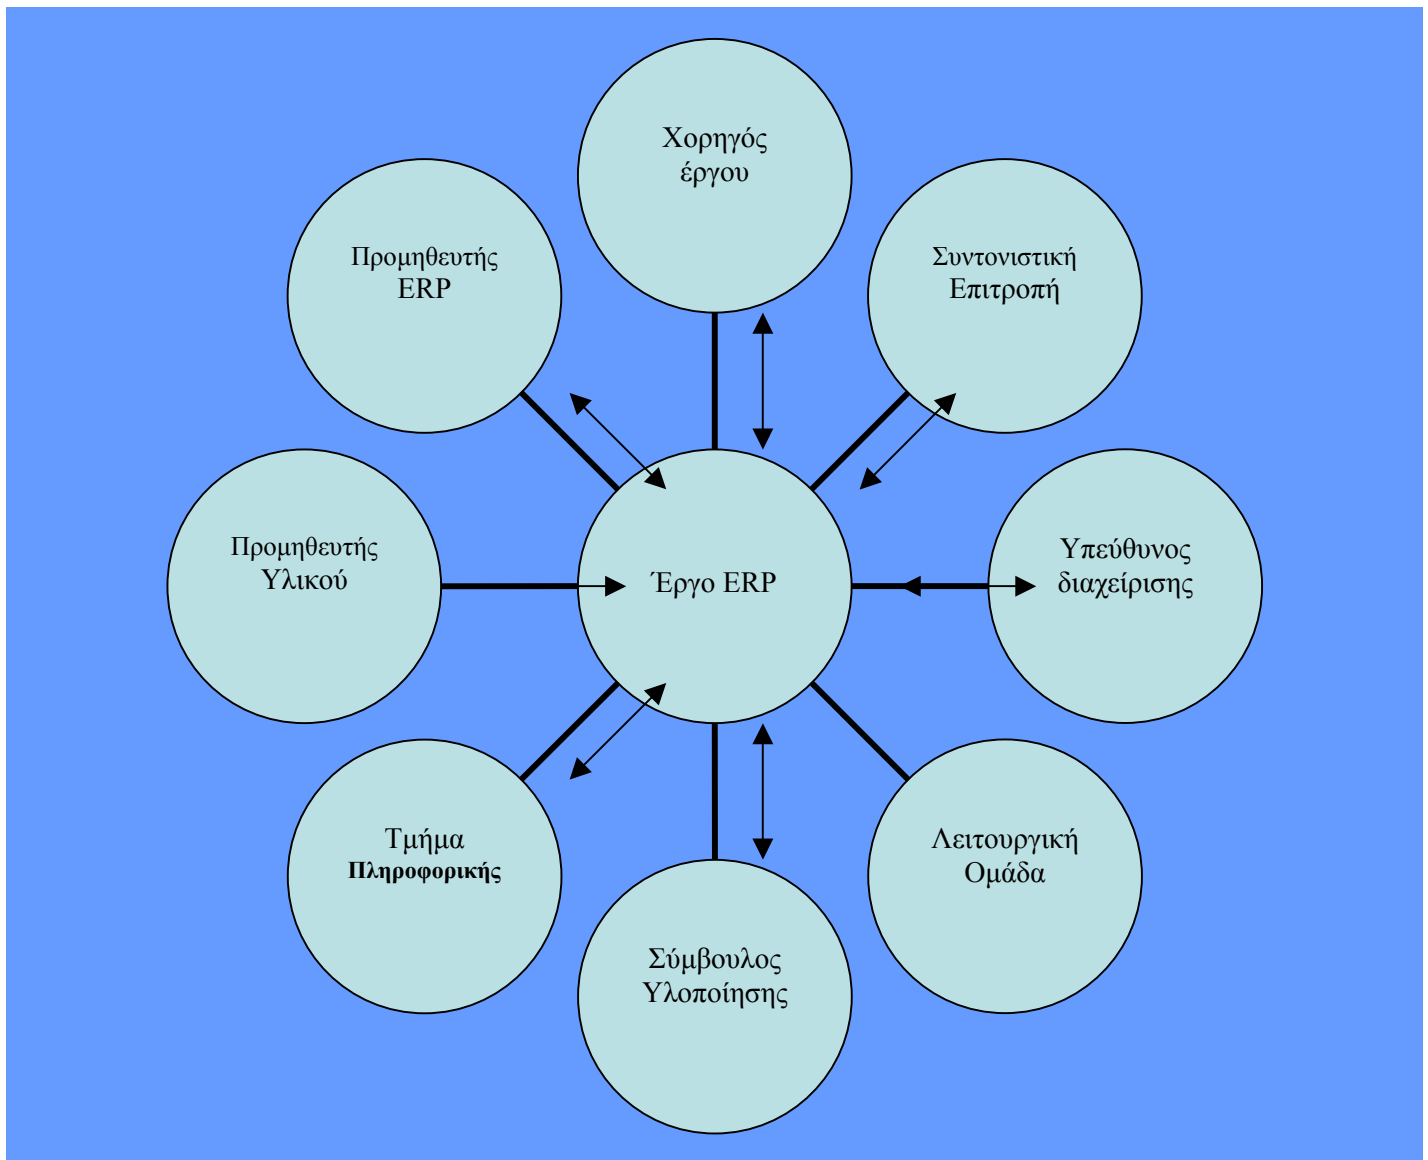 Χορηγός
έργου
Προμηθευτής
ERP
Συντονιστική
Επιτροπή
Προμηθευτής
Υλικού
Έργο ERP
Υπεύθυνος
διαχείρισης
Τμήμα
Πληροφορικής
Λειτουργική
Ομάδα
Σύμβουλος
Υλοποίησης